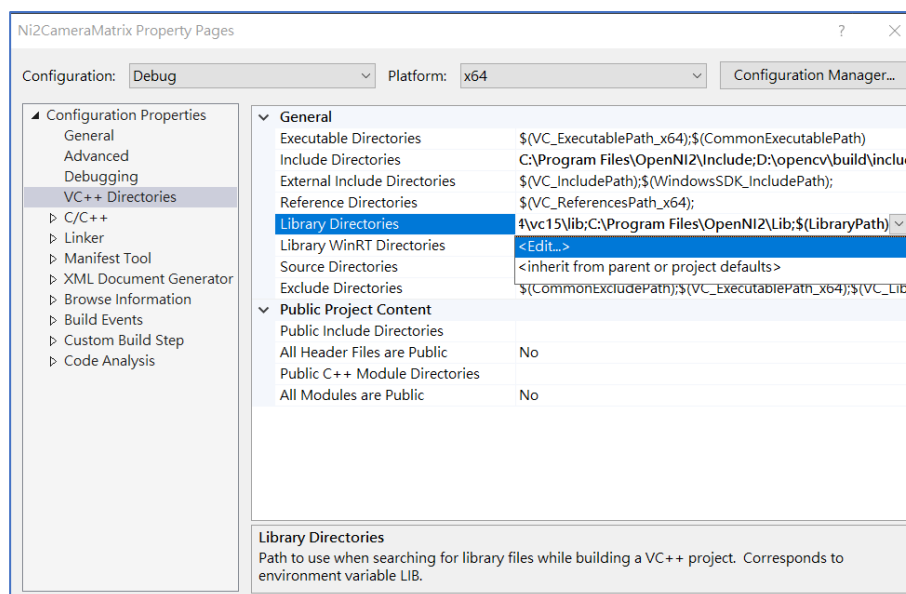 Ni2CameraMatrix Property Pages ? ×
Configuration: Debug Platform: x64 Configuration Manager...
Configuration Properties
General
Advanced
Debugging
VC++ Directories
C/C++
Linker
Manifest Tool
XML Document Generator
Browse Information
Build Events
Custom Build Step
Code Analysis
General
Executable Directories $(VC_ExecutablePath_x64);$(CommonExecutablePath)
Include Directories C:\Program Files\OpenNI2\Include;D:\opencv\build\inclu
External Include Directories $(VC_IncludePath);$(WindowsSDK_IncludePath);
Reference Directories $(VC_ReferencesPath_x64);
Library Directories \vc15\lib;C:\Program Files\OpenNI2\Lib;$(LibraryPath)
Library WinRT Directories <Edit...>
Source Directories <inherit from parent or project defaults>
Exclude Directories $(CommonExcludePath);$(VC_ExecutablePath_x64);$(VC_Lib
Public Project Content
Public Include Directories
All Header Files are Public No
Public C++ Module Directories
All Modules are Public No
Library Directories
Path to use when searching for library files while building a VC++ project. Corresponds to
environment variable LIB.